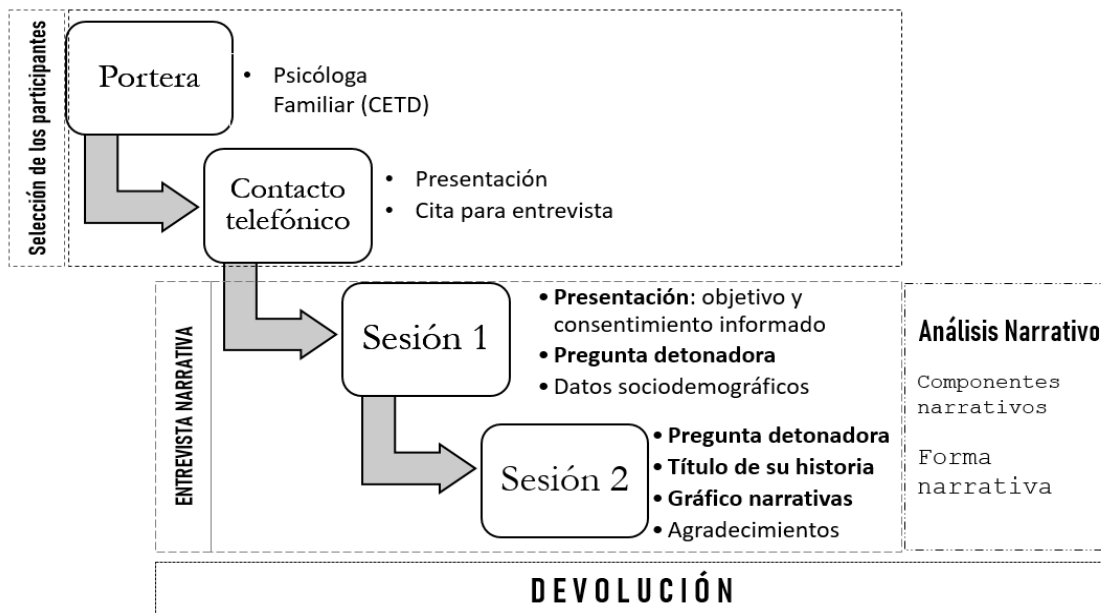 Selección de los participantes
Portera
• Psicóloga
Familiar (CETD)
Contacto
telefónico
• Presentación
• Cita para entrevista
ENTREVISTA NARRATIVA
Sesión 1
• Presentación: objetivo y
consentimiento informado
• Pregunta detonadora
• Datos sociodemográficos
Sesión 2
• Pregunta detonadora
• Título de su historia
• Gráfico narrativas
• Agradecimientos
Análisis Narrativo
Componentes
narrativos
Forma
narrativa
DEVOLUCIÓN